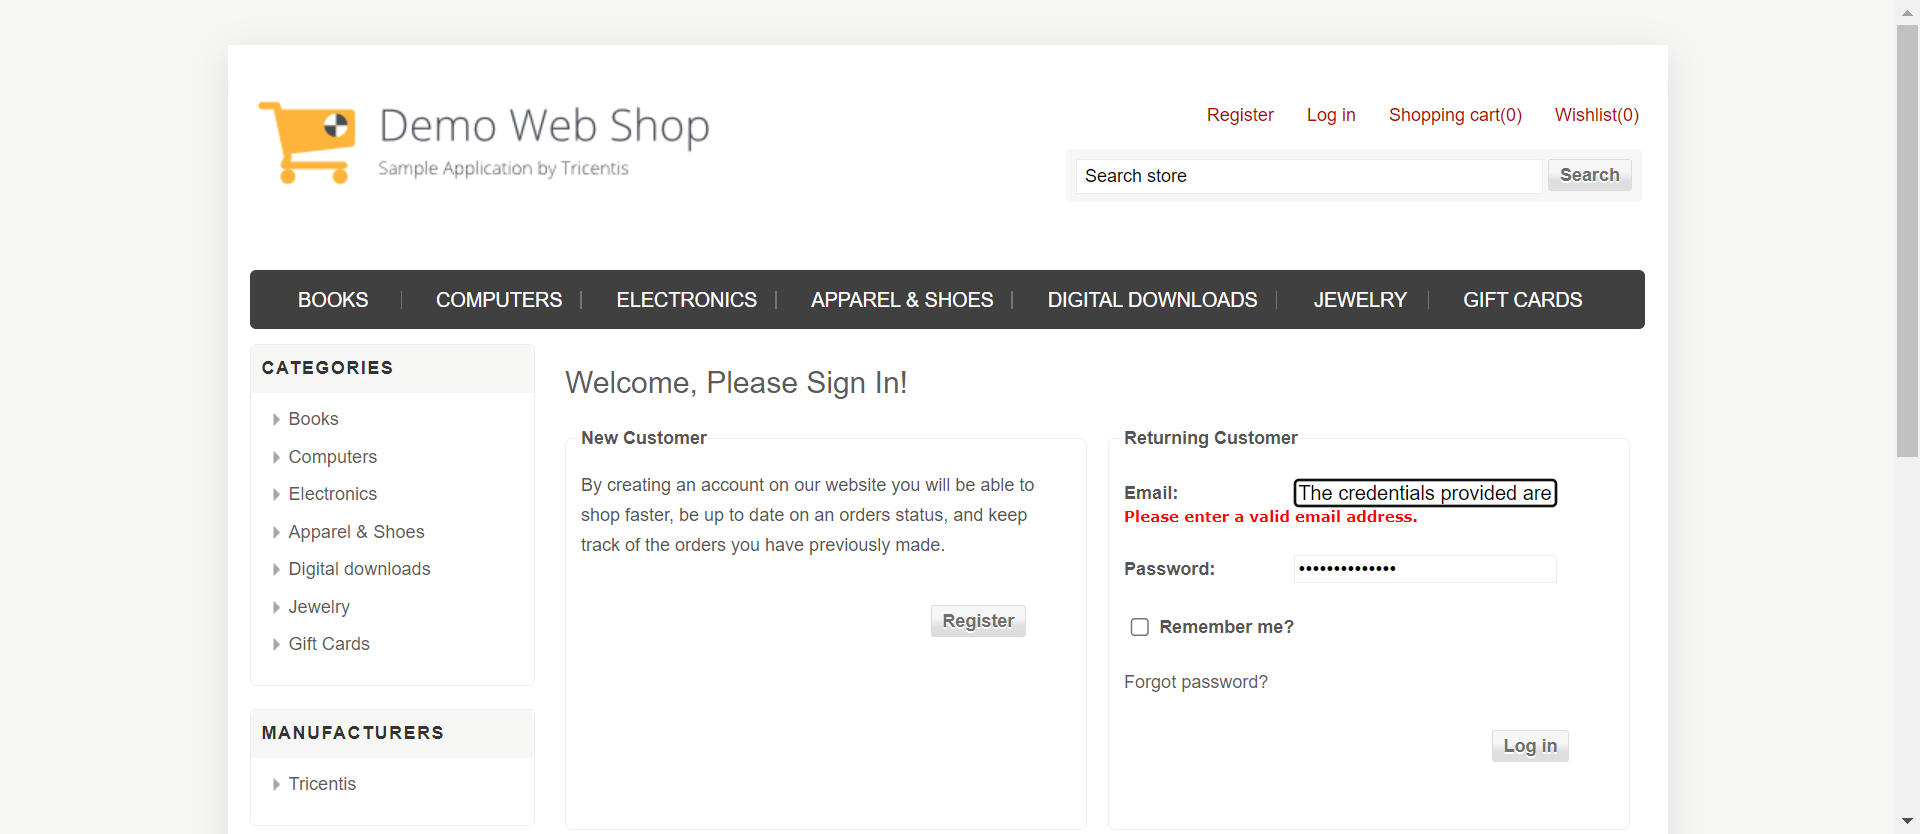 Demo Web Shop
Sample Application by Tricentis
Register Log in Shopping cart(0) Wishlist(0)
Search store Search
BOOKS COMPUTERS ELECTRONICS APPAREL & SHOES DIGITAL DOWNLOADS JEWELRY GIFT CARDS
CATEGORIES
Books
Computers
Electronics
Apparel & Shoes
Digital downloads
Jewelry
Gift Cards
MANUFACTURERS
Tricentis
Welcome, Please Sign In!
New Customer
By creating an account on our website you will be able to
shop faster, be up to date on an orders status, and keep
track of the orders you have previously made.
Register
Returning Customer
Email: The credentials provided are
Please enter a valid email address.
Password: ••••••••••••••
Remember me?
Forgot password?
Log in